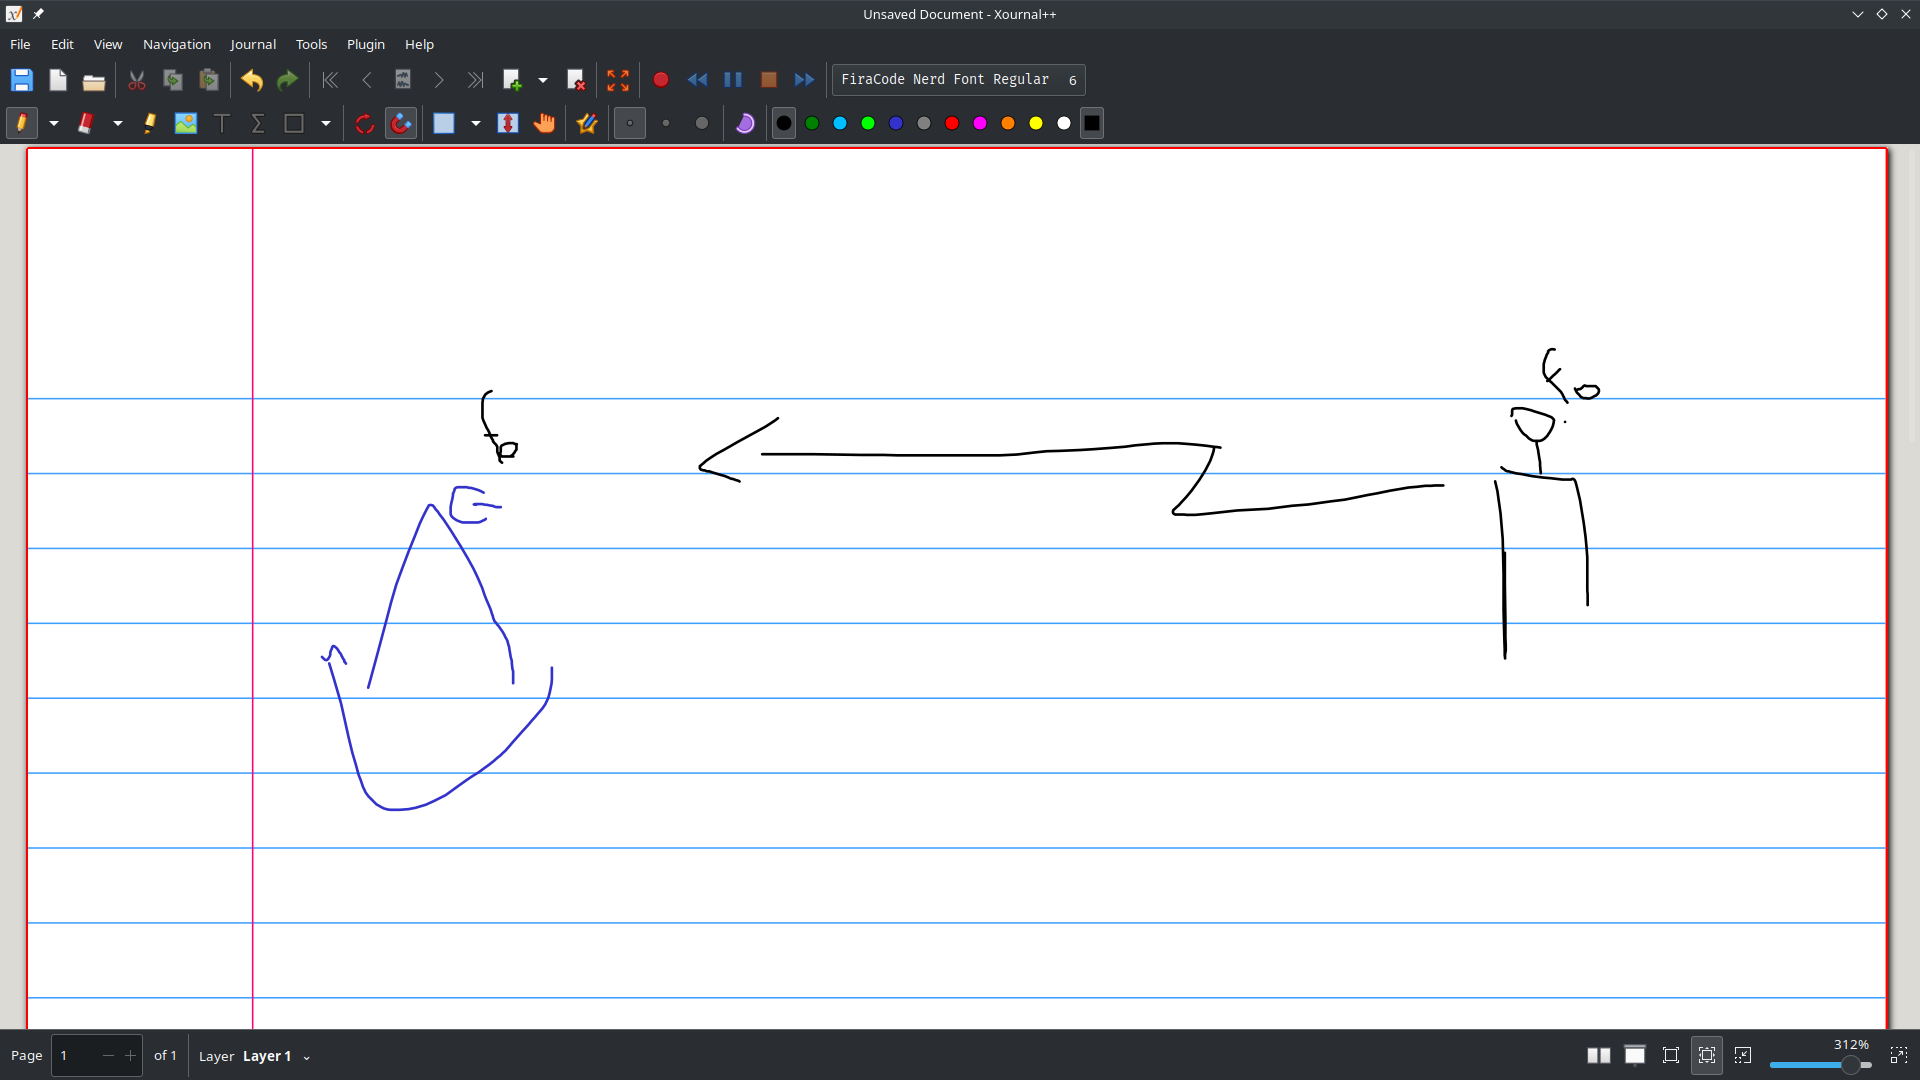 Unsaved Document - Xournal++
File Edit View Navigation Journal Tools Plugin Help
FiraCode Nerd Font Regular 6
Page 1 of 1 Layer Layer 1
312%